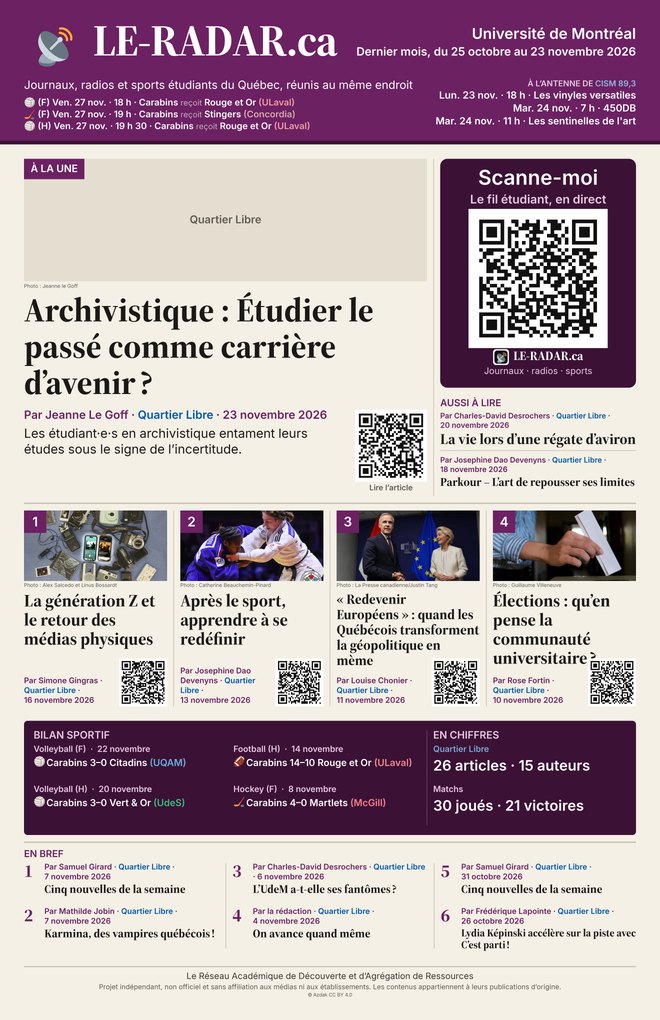 LE-RADAR.ca
Université de Montréal
Dernier mois, du 25 octobre au 23 novembre 2026
Journaux, radios et sports étudiants du Québec, réunis au même endroit
(F) Ven. 27 nov. · 18 h · Carabins reçoit Rouge et Or (ULaval)
(F) Ven. 27 nov. · 19 h · Carabins reçoit Stingers (Concordia)
(H) Ven. 27 nov. · 19 h 30 · Carabins reçoit Rouge et Or (ULaval)
À L'ANTENNE DE CISM 89,3
Lun. 23 nov. · 18 h · Les vinyles versatiles
Mar. 24 nov. · 7 h · 450DB
Mar. 24 nov. · 11 h · Les sentinelles de l'art
À LA UNE
Quartier Libre
Photo : Jeanne le Goff
Archivistique : Étudier le
passé comme carrière
d'avenir ?
Par Jeanne Le Goff · Quartier Libre · 23 novembre 2026
Les étudiant·e·s en archivistique entament leurs
études sous le signe de l'incertitude.
Lire l'article
Scanne-moi
Le fil étudiant, en direct
LE-RADAR.ca
Journaux · radios · sports
AUSSI À LIRE
Par Charles-David Desrochers · Quartier Libre ·
20 novembre 2026
La vie lors d'une régate d'aviron
Par Josephine Dao Devenyns · Quartier Libre ·
18 novembre 2026
Parkour – L'art de repousser ses limites
1
Photo : Alex Salcedo et Linus Bossardt
La génération Z et
le retour des
médias physiques
Par Simone Gingras ·
Quartier Libre ·
16 novembre 2026
2
Photo : Catherine Beauchemin-Pinard
Après le sport,
apprendre à se
redéfinir
Par Josephine Dao
Devenyns · Quartier
Libre ·
13 novembre 2026
3
Photo : La Presse canadienne/Justin Tang
« Redevenir
Européens » : quand les
Québécois transforment
la géopolitique en
mème
Par Louise Chonier ·
Quartier Libre ·
11 novembre 2026
4
Photo : Guillaume Villeneuve
Élections : qu'en
pense la
communauté
universitaire ?
Par Rose Fortin ·
Quartier Libre ·
10 novembre 2026
BILAN SPORTIF
Volleyball (F) · 22 novembre
Carabins 3–0 Citadins (UQAM)
Football (H) · 14 novembre
Carabins 14–10 Rouge et Or (ULaval)
Volleyball (H) · 20 novembre
Carabins 3–0 Vert & Or (UdeS)
Hockey (F) · 8 novembre
Carabins 4–0 Martlets (McGill)
EN CHIFFRES
Quartier Libre
26 articles · 15 auteurs
Matchs
30 joués · 21 victoires
EN BREF
1
Par Samuel Girard · Quartier Libre ·
7 novembre 2026
Cinq nouvelles de la semaine
2
Par Mathilde Jobin · Quartier Libre ·
7 novembre 2026
Karmina, des vampires québécois !
3
Par Charles-David Desrochers · Quartier Libre
· 6 novembre 2026
L'UdeM a-t-elle ses fantômes ?
4
Par la rédaction · Quartier Libre ·
4 novembre 2026
On avance quand même
5
Par Samuel Girard · Quartier Libre ·
31 octobre 2026
Cinq nouvelles de la semaine
6
Par Frédérique Lapointe · Quartier Libre ·
26 octobre 2026
Lydia Képinski accélère sur la piste avec
C'est parti !
Le Réseau Académique de Découverte et d'Agrégation de Ressources
Projet indépendant, non officiel et sans affiliation aux médias ni aux établissements. Les contenus appartiennent à leurs publications d'origine.
© Azdak CC BY 4.0